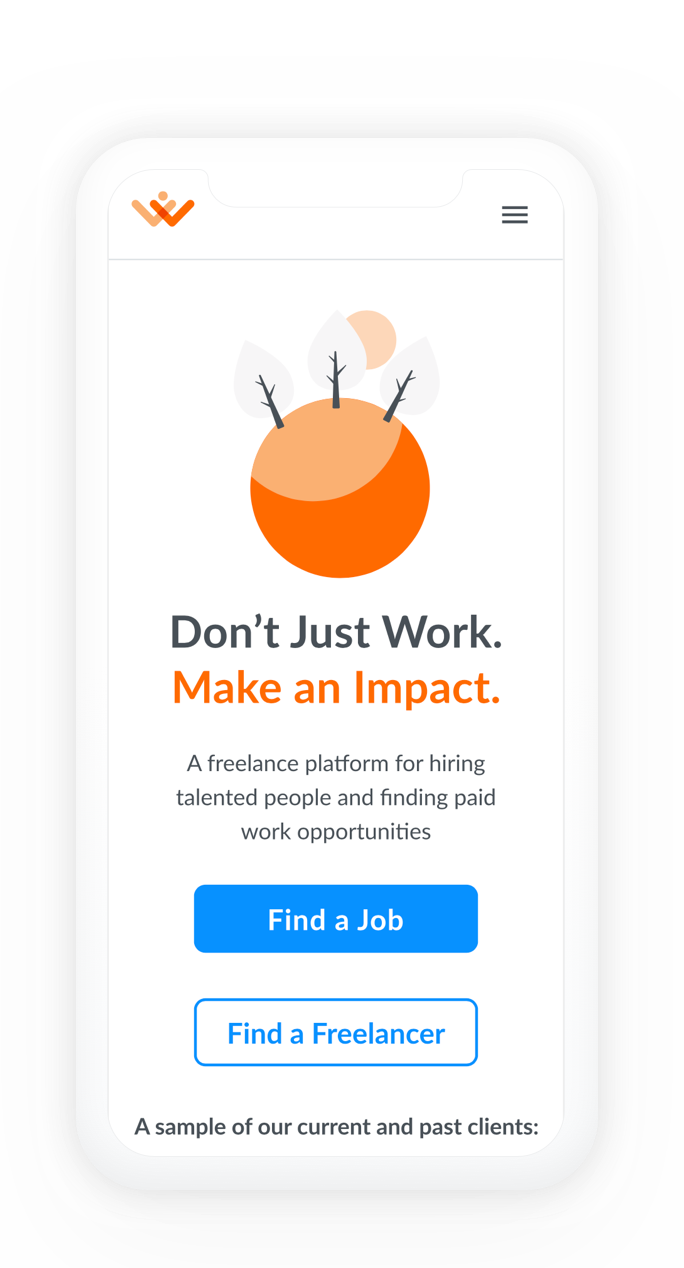 Don’t Just Work.
Make an Impact.
A freelance platform for hiring
talented people and finding paid
work opportunities
Find a Job
Find a Freelancer
A sample of our current and past clients: